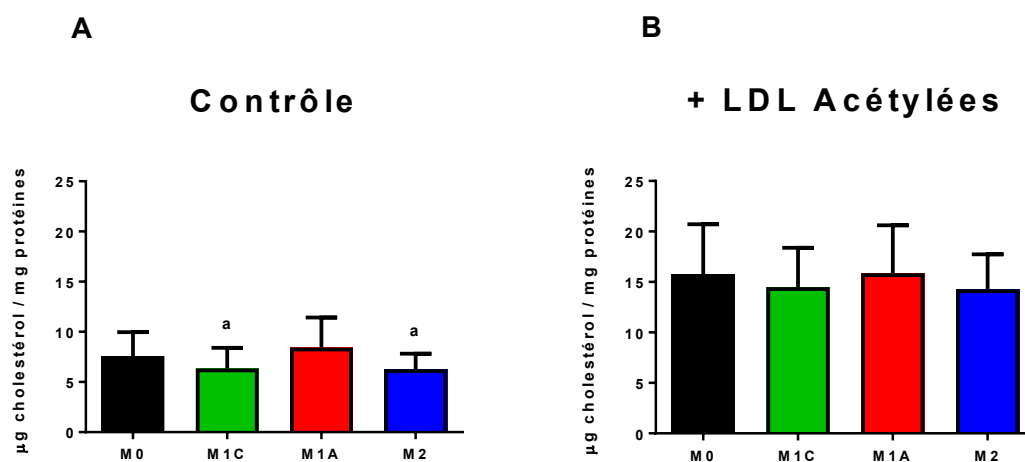 A
Contrôle
µg cholestérol / mg protéines
25
20
15
10
5
0
a
a
M0 M1C M1A M2
B
+ LDL Acétylées
µg cholestérol / mg protéines
25
20
15
10
5
0
M0 M1C M1A M2